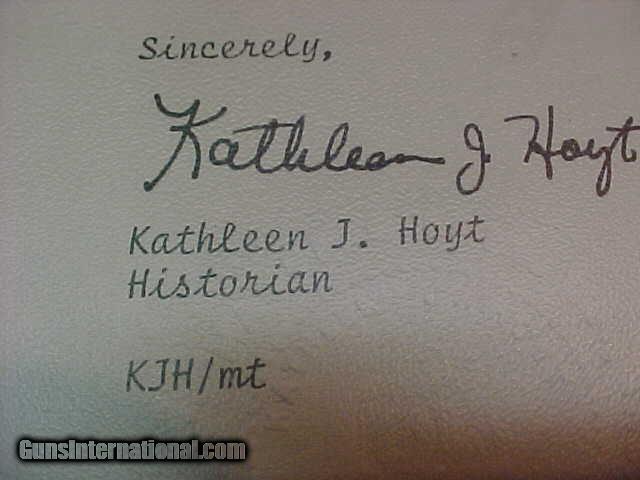 Sincerely,
Kathleen J. Hoyt
Kathleen J. Hoyt
Historian
KJH/mt
GunsInternational.com